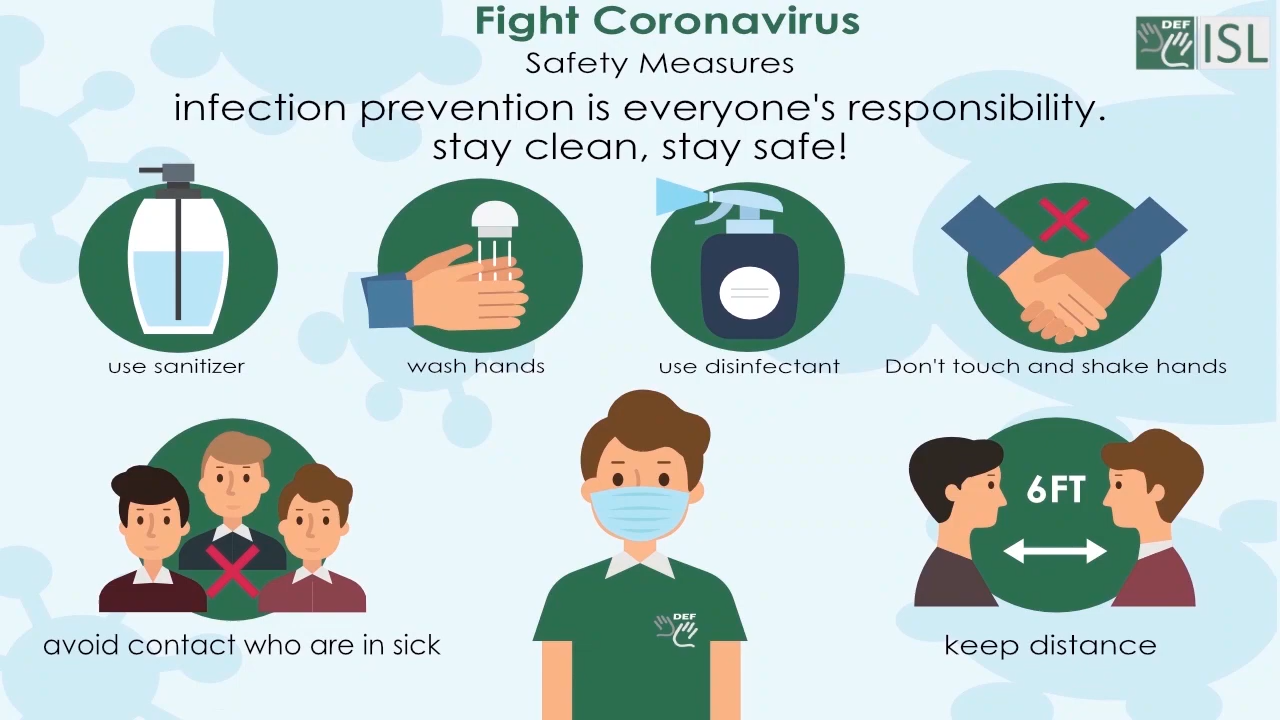 Fight Coronavirus
DEF
ISL
Safety Measures
infection prevention is everyone's responsibility.
stay clean, stay safe!
use sanitizer
wash hands
use disinfectant
Don't touch and shake hands
6FT
DEF
avoid contact who are in sick
keep distance